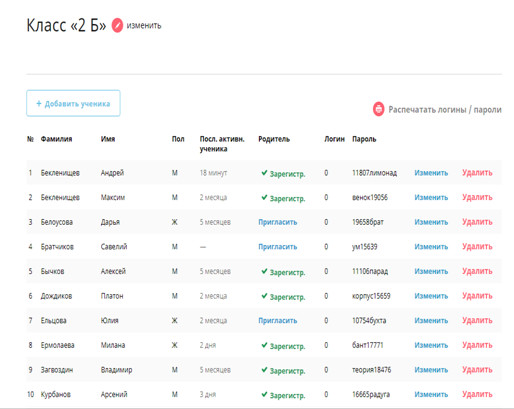 Класс «2 Б» изменить
+ Добавить ученика
Распечатать логины / пароли
№ Фамилия Имя Пол Посл. активн. ученика Родитель Логин Пароль
1 Бекленищев Андрей М 18 минут Зарегистр. 0 11807лимонад Изменить Удалить
2 Бекленищев Максим М 2 месяца Зарегистр. 0 венок19056 Изменить Удалить
3 Белоусова Дарья Ж 5 месяцев Пригласить 0 19658брат Изменить Удалить
4 Братчиков Савелий М — Пригласить 0 ум15639 Изменить Удалить
5 Бычков Алексей М 5 месяцев Зарегистр. 0 11106парад Изменить Удалить
6 Дождиков Платон М 2 месяца Зарегистр. 0 корпус15659 Изменить Удалить
7 Ельцова Юлия Ж 2 месяца Пригласить 0 10754бухта Изменить Удалить
8 Ермолаева Милана Ж 2 дня Зарегистр. 0 бант17771 Изменить Удалить
9 Загвоздин Владимир М 5 месяцев Зарегистр. 0 теория18476 Изменить Удалить
10 Курбанов Арсений М 3 дня Зарегистр. 0 16665радуга Изменить Удалить